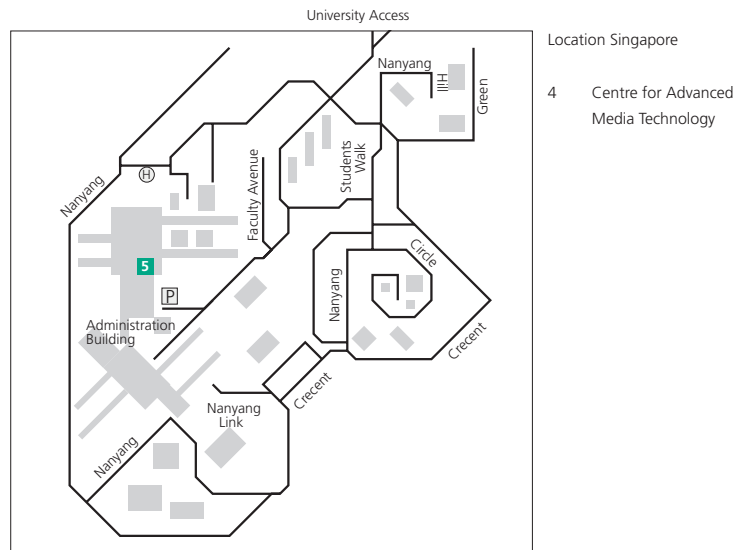 University Access
Location Singapore
4 Centre for Advanced
Media Technology
Nanyang
Hill
Green
Students
Walk
Faculty Avenue
H
Nanyang
5
P
Administration
Building
Circle
Nanyang
Crecent
Crecent
Nanyang
Link
Nanyang